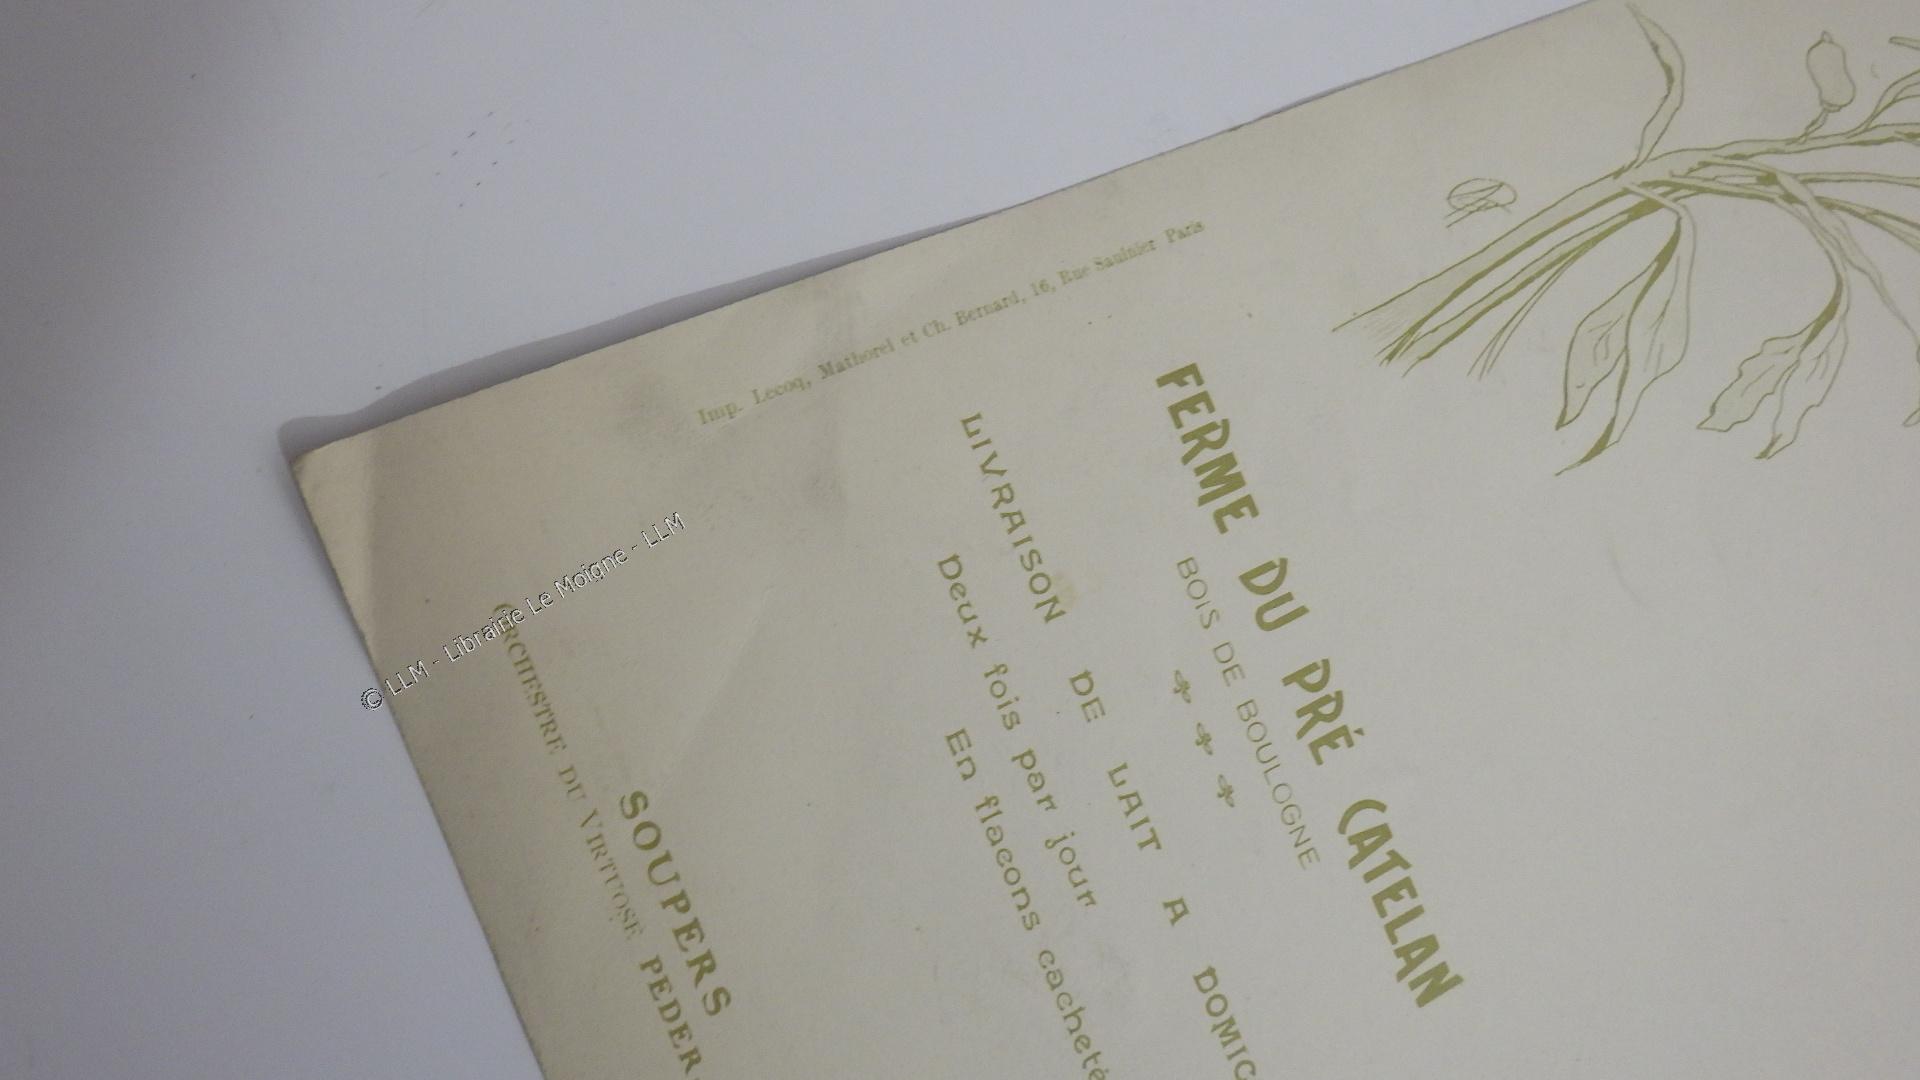 FERME DU PRÉ CATELAN
BOIS DE BOULOGNE
LIVRAISON DE LAIT A DOMIC
Deux fois par jour
En flacons cacheté
SOUPERS
ORCHESTRE DU VIRTUOSE PEDER
Imp. Lecoq, Mathorel et Ch. Bernard, 16, Rue Saulnier Paris
© LLM - Librairie Le Moigne - LLM